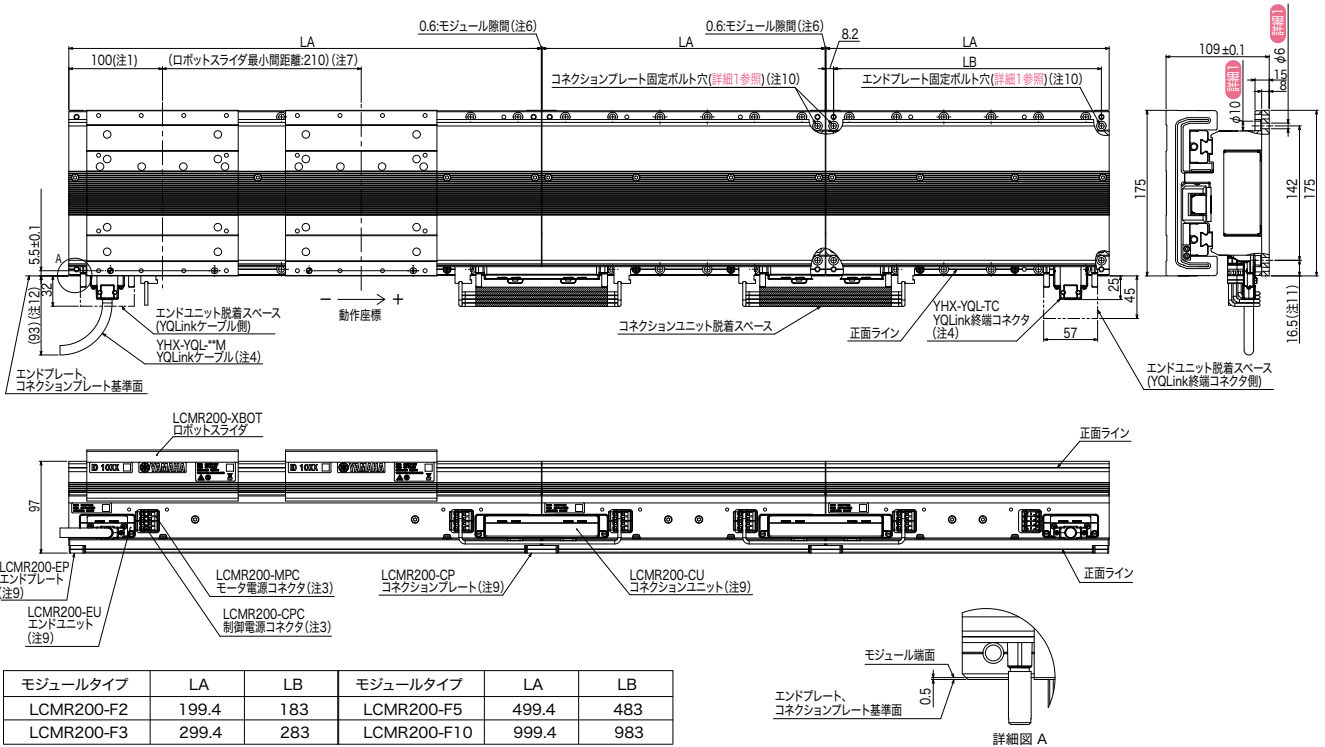 0.6:モジュール隙間(注6)
0.6:モジュール隙間(注6)
LA
LA
8.2
LA
100(注1)
(ロボットスライダ最小間距離:210)(注7)
LB
コネクションプレート固定ボルト穴(詳細1参照)(注10)
エンドプレート固定ボルト穴(詳細1参照)(注10)
109±0.1
詳細1
φ6
15
8
詳細1
φ10
175
142
175
16.5(注11)
5.5±0.1
A
32
(93)(注12)
− +
動作座標
エンドユニット脱着スペース
(YQLinkケーブル側)
YHX-YQL-**M
YQLinkケーブル(注4)
エンドプレート、
コネクションプレート基準面
コネクションユニット脱着スペース
正面ライン
YHX-YQL-TC
YQLink終端コネクタ
(注4)
25
45
57
エンドユニット脱着スペース
(YQLink終端コネクタ側)
LCMR200-XBOT
ロボットスライダ
正面ライン
ID 10XX
YAMAHA
ID 10XX
YAMAHA
97
LCMR200-EP
エンドプレート
(注9)
LCMR200-EU
エンドユニット
(注9)
LCMR200-MPC
モータ電源コネクタ(注3)
LCMR200-CPC
制御電源コネクタ(注3)
LCMR200-CP
コネクションプレート(注9)
LCMR200-CU
コネクションユニット(注9)
正面ライン
モジュール端面
エンドプレート、
コネクションプレート基準面
0.5
詳細図 A
モジュールタイプ LA LB モジュールタイプ LA LB
LCMR200-F2 199.4 183 LCMR200-F5 499.4 483
LCMR200-F3 299.4 283 LCMR200-F10 999.4 983